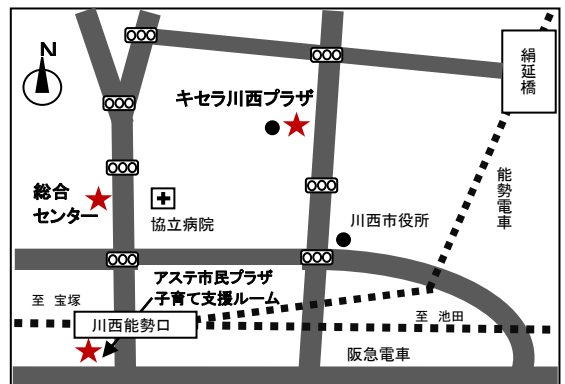 N
絹延橋
キセラ川西プラザ
能勢電車
総合
センター
協立病院
川西市役所
アステ市民プラザ
子育て支援ルーム
至 宝塚
川西能勢口
至 池田
阪急電車